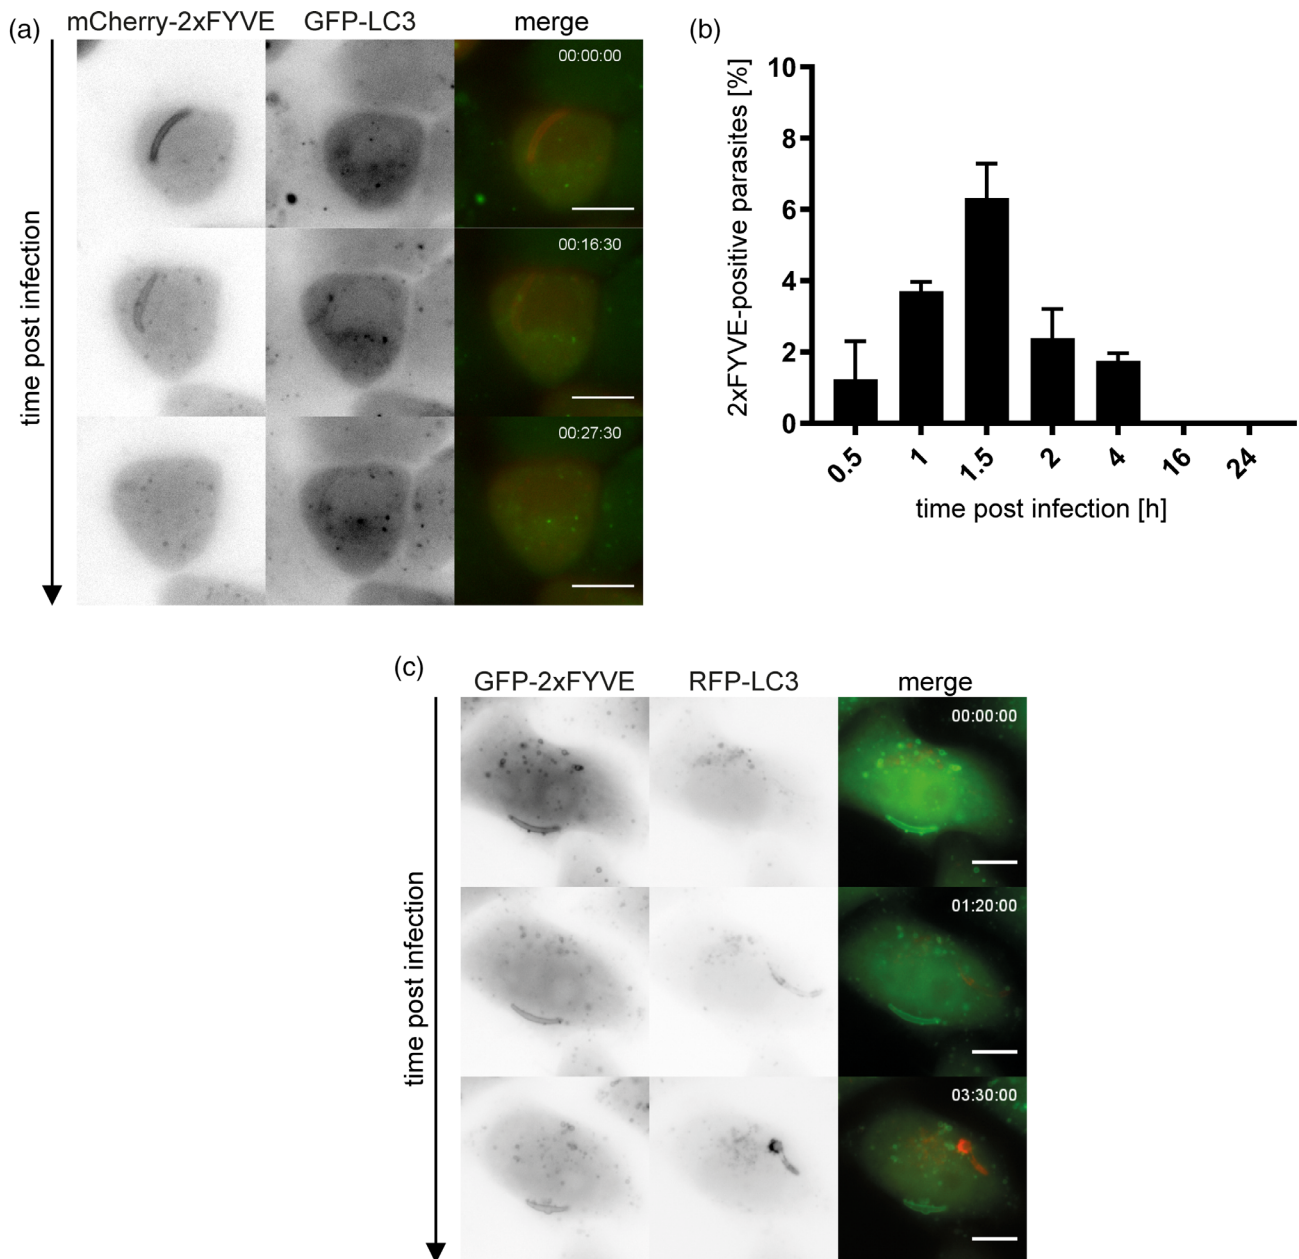 (a)
mCherry-2xFYVE GFP-LC3 merge
time post infection
00:00:00
00:16:30
00:27:30
(b)
2xFYVE-positive parasites [%]
10
8
6
4
2
0
0.5 1 1.5 2 4 16 24
time post infection [h]
(c)
GFP-2xFYVE RFP-LC3 merge
time post infection
00:00:00
01:20:00
03:30:00